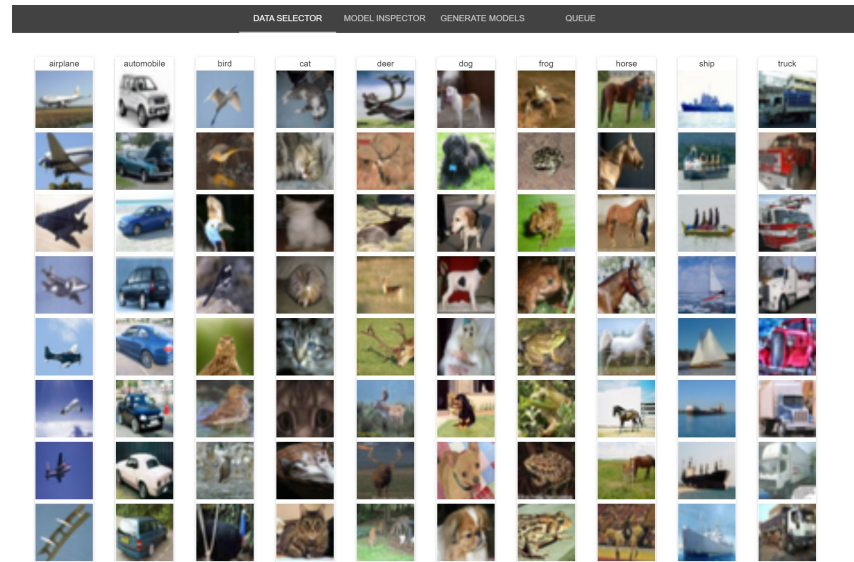 DATA SELECTOR MODEL INSPECTOR GENERATE MODELS QUEUE
airplane automobile bird cat deer dog frog horse ship truck